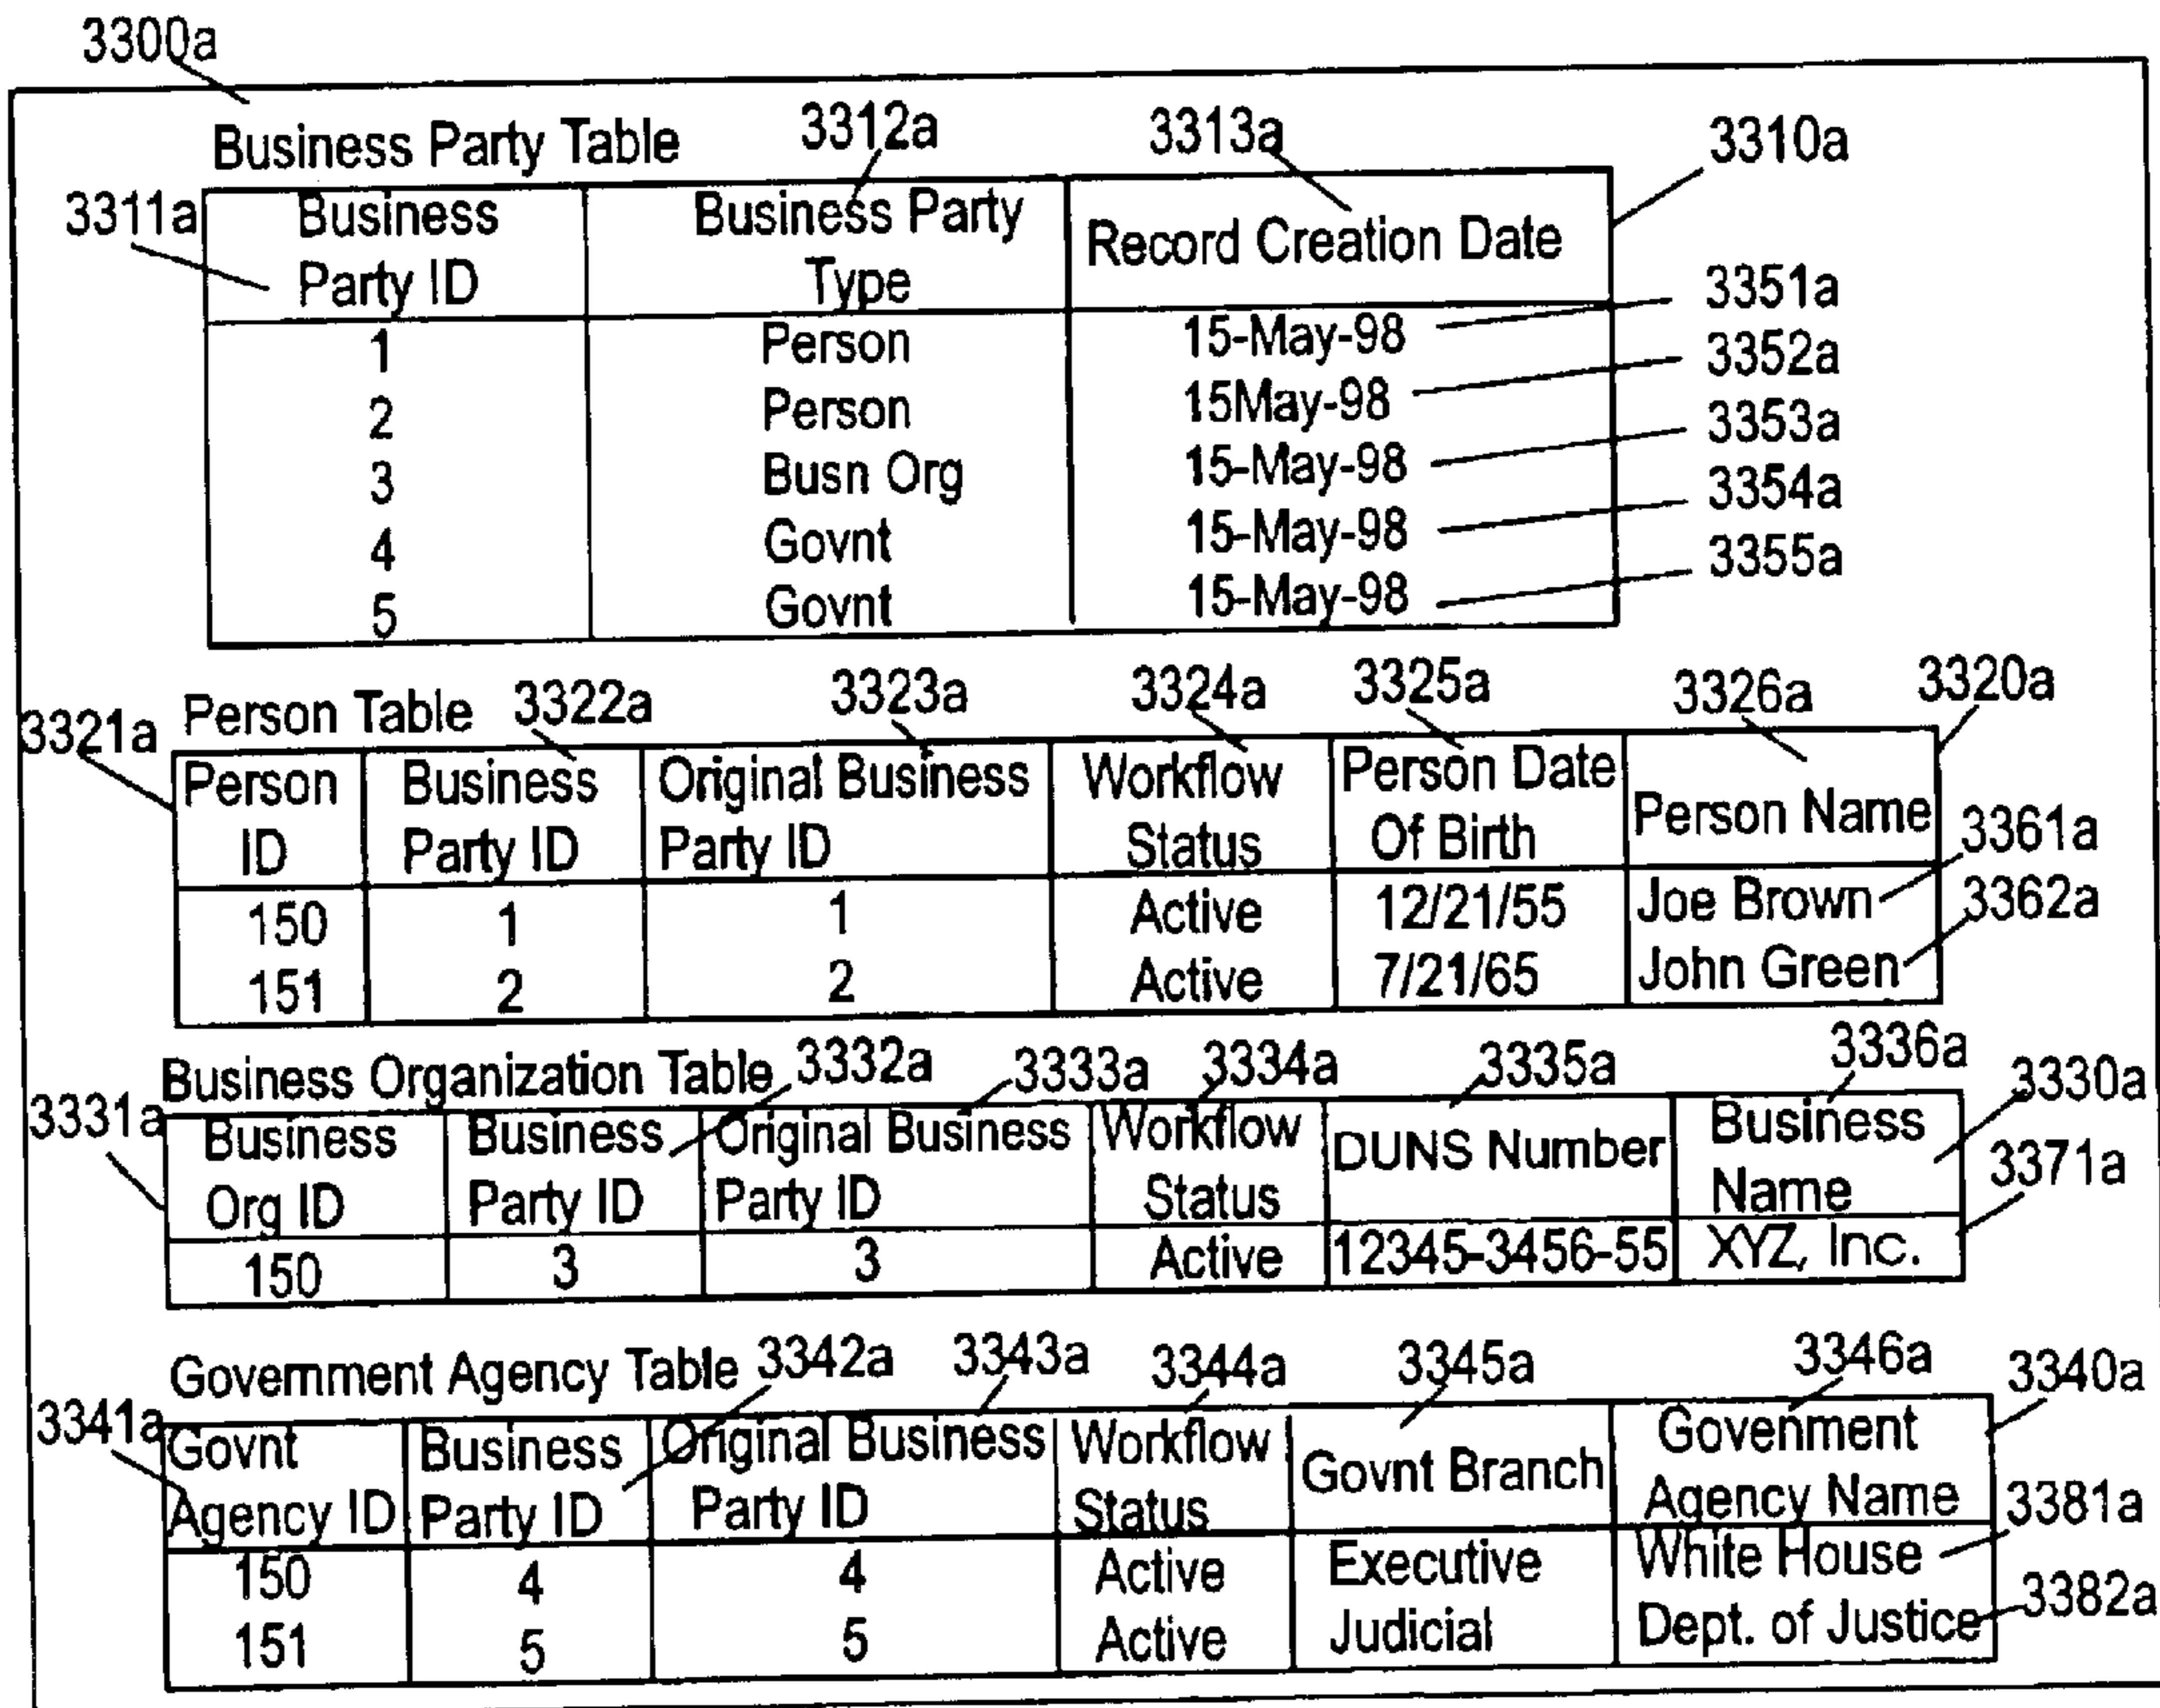 3300a
Business Party Table 3312a 3313a 3310a
3311a Business Business Party Record Creation Date
Party ID Type
3351a
1 Person 15-May-98
3352a
2 Person 15May-98
3353a
3 Busn Org 15-May-98
3354a
4 Govnt 15-May-98
3355a
5 Govnt 15-May-98
Person Table 3322a 3323a 3324a 3325a 3326a 3320a
3321a
Person Business Original Business Workflow Person Date Person Name
ID Party ID Party ID Status Of Birth
3361a
150 1 1 Active 12/21/55 Joe Brown
3362a
151 2 2 Active 7/21/65 John Green
Business Organization Table 3332a 3333a 3334a 3335a 3336a 3330a
3331a
Business Business Original Business Workflow DUNS Number Business
Org ID Party ID Party ID Status Name
3371a
150 3 3 Active 12345-3456-55 XYZ, Inc.
Government Agency Table 3342a 3343a 3344a 3345a 3346a 3340a
3341a
Govnt Business Original Business Workflow Govnt Branch Govenment
Agency ID Party ID Party ID Status Agency Name
3381a
150 4 4 Active Executive White House
3382a
151 5 5 Active Judicial Dept. of Justice